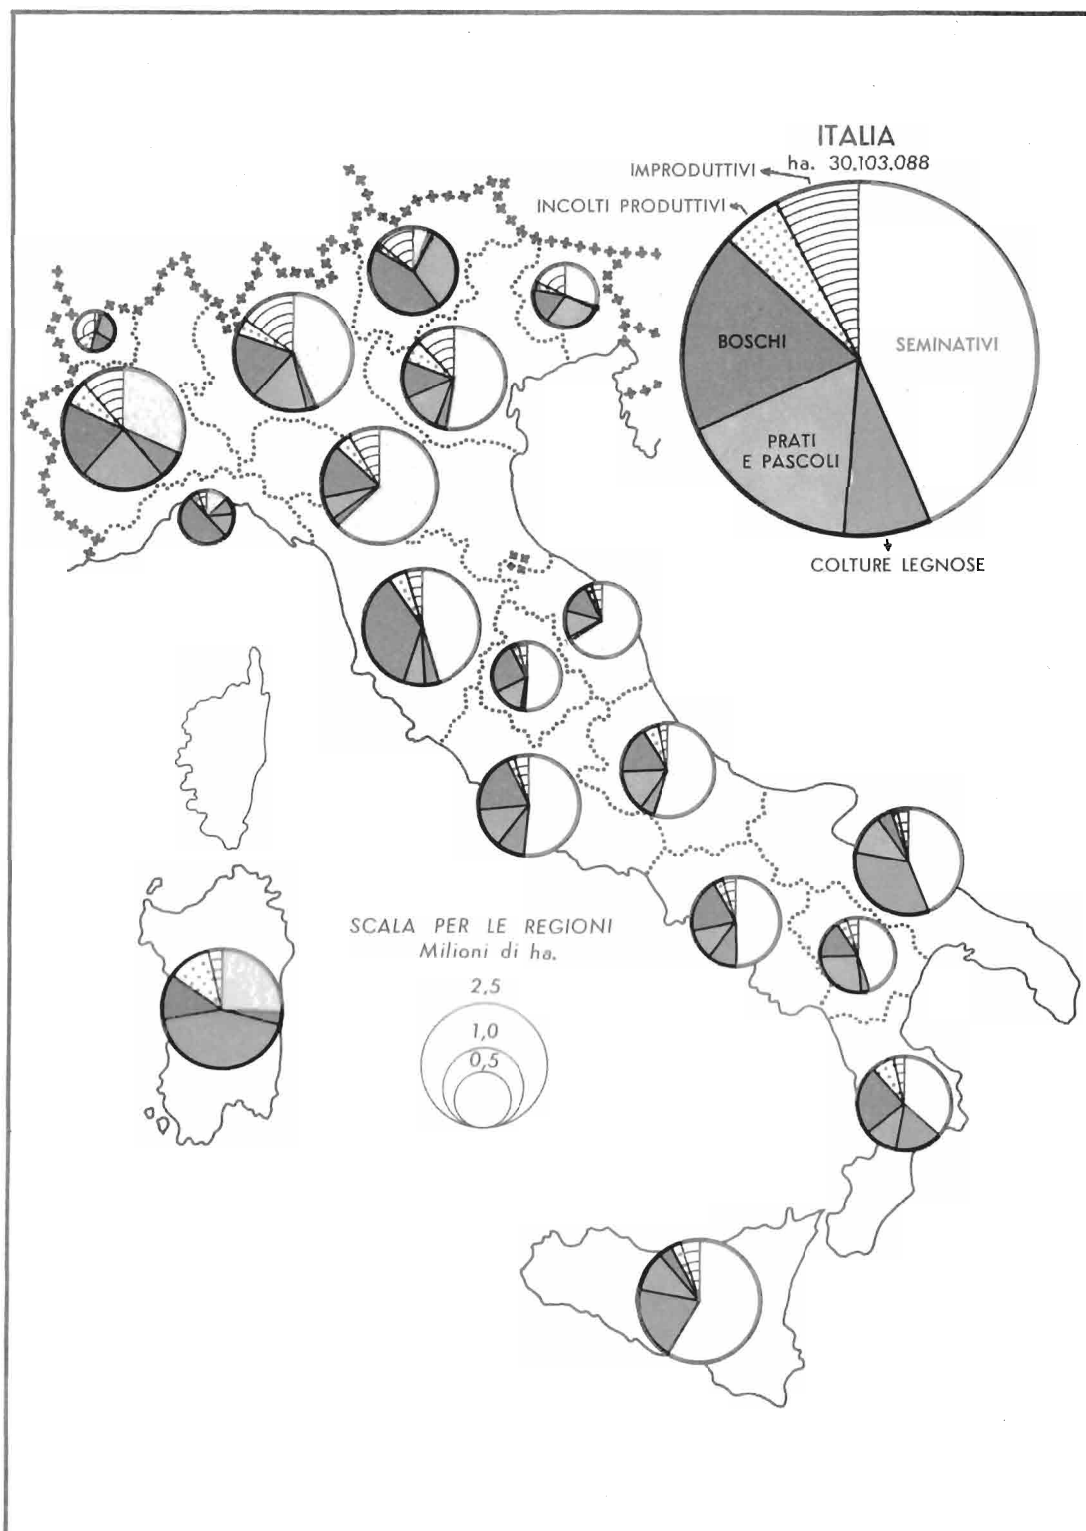 ITALIA
ha. 30.103.088
IMPRODUTTIVI
INCOLTI PRODUTTIVI
BOSCHI
SEMINATIVI
PRATI
E PASCOLI
COLTURE LEGNOSE
SCALA PER LE REGIONI
Milioni di ha.
2,5
1,0
0,5